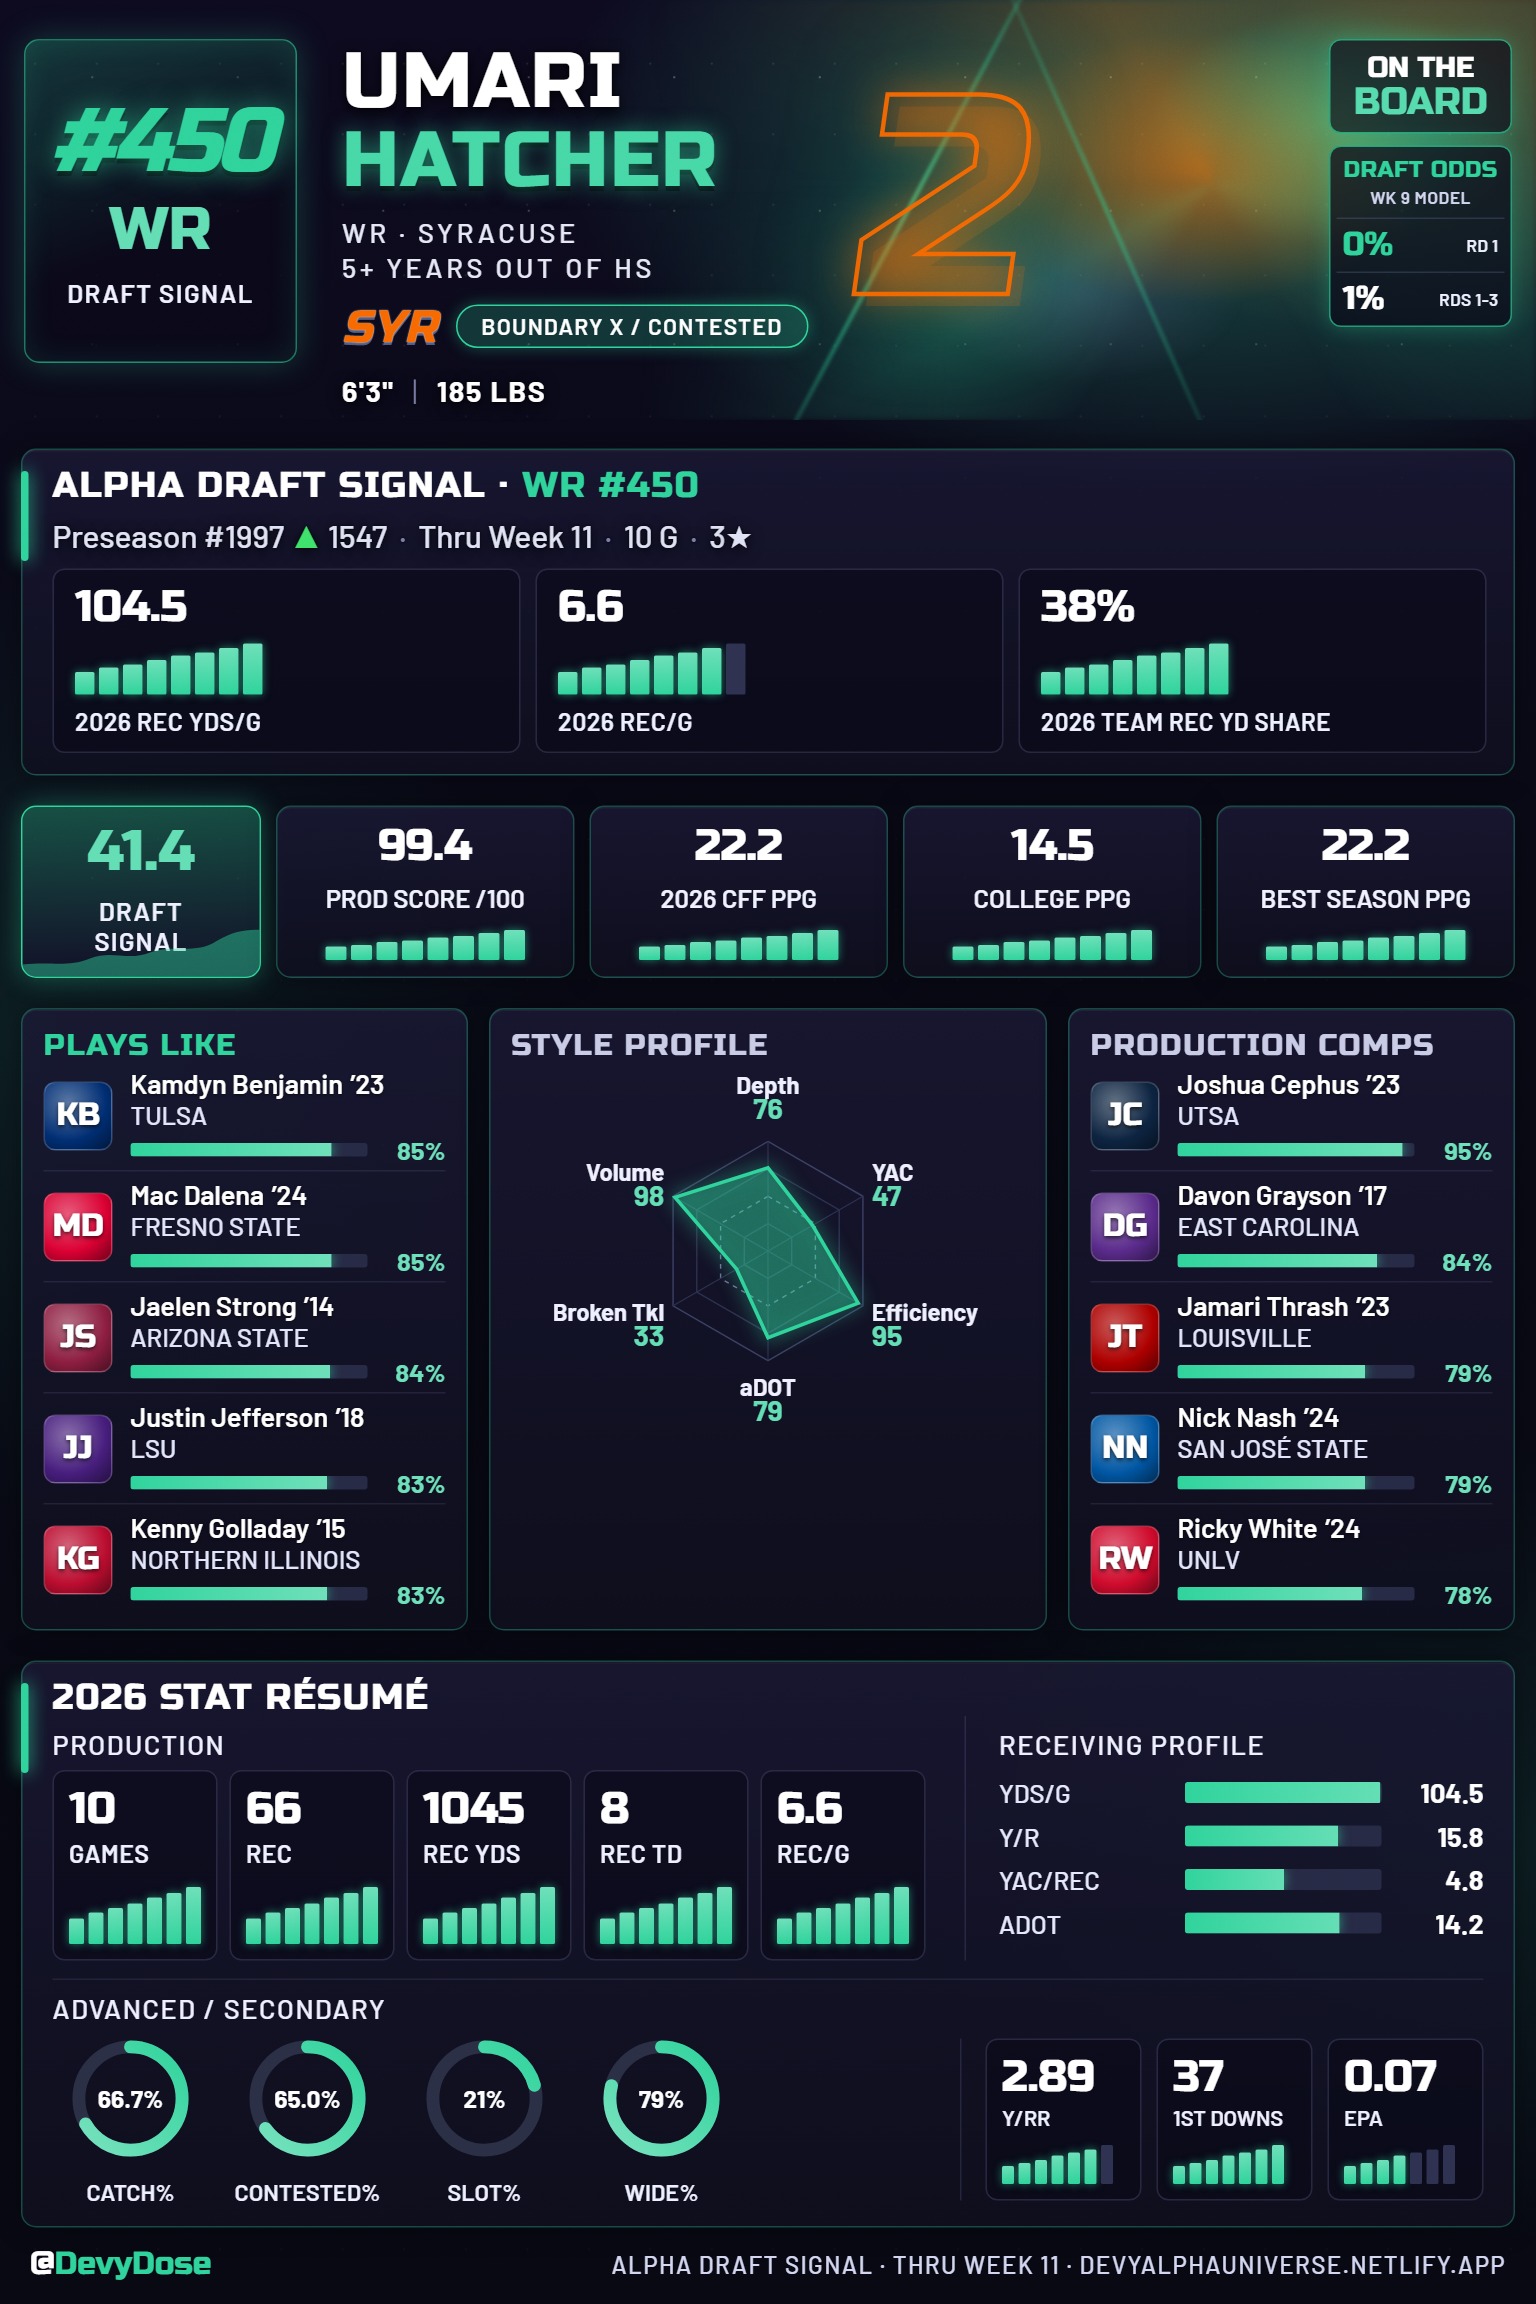 #450
WR
DRAFT SIGNAL
UMARI
HATCHER
WR · SYRACUSE
5+ YEARS OUT OF HS
SYR
BOUNDARY X / CONTESTED
6'3" | 185 LBS
2
ON THE
BOARD
DRAFT ODDS
WK 9 MODEL
0% RD 1
1% RDS 1-3
ALPHA DRAFT SIGNAL · WR #450
Preseason #1997 ▲ 1547 · Thru Week 11 · 10 G · 3★
104.5
2026 REC YDS/G
6.6
2026 REC/G
38%
2026 TEAM REC YD SHARE
41.4
DRAFT
SIGNAL
99.4
PROD SCORE /100
22.2
2026 CFF PPG
14.5
COLLEGE PPG
22.2
BEST SEASON PPG
PLAYS LIKE
KB
Kamdyn Benjamin ’23
TULSA
85%
MD
Mac Dalena ’24
FRESNO STATE
85%
JS
Jaelen Strong ’14
ARIZONA STATE
84%
JJ
Justin Jefferson ’18
LSU
83%
KG
Kenny Golladay ’15
NORTHERN ILLINOIS
83%
STYLE PROFILE
Depth
76
YAC
47
Efficiency
95
aDOT
79
Broken Tkl
33
Volume
98
PRODUCTION COMPS
JC
Joshua Cephus ’23
UTSA
95%
DG
Davon Grayson ’17
EAST CAROLINA
84%
JT
Jamari Thrash ’23
LOUISVILLE
79%
NN
Nick Nash ’24
SAN JOSÉ STATE
79%
RW
Ricky White ’24
UNLV
78%
2026 STAT RÉSUMÉ
PRODUCTION
10
GAMES
66
REC
1045
REC YDS
8
REC TD
6.6
REC/G
RECEIVING PROFILE
YDS/G 104.5
Y/R 15.8
YAC/REC 4.8
ADOT 14.2
ADVANCED / SECONDARY
66.7%
CATCH%
65.0%
CONTESTED%
21%
SLOT%
79%
WIDE%
2.89
Y/RR
37
1ST DOWNS
0.07
EPA
@DevyDose
ALPHA DRAFT SIGNAL · THRU WEEK 11 · DEVYALPHAUNIVERSE.NETLIFY.APP